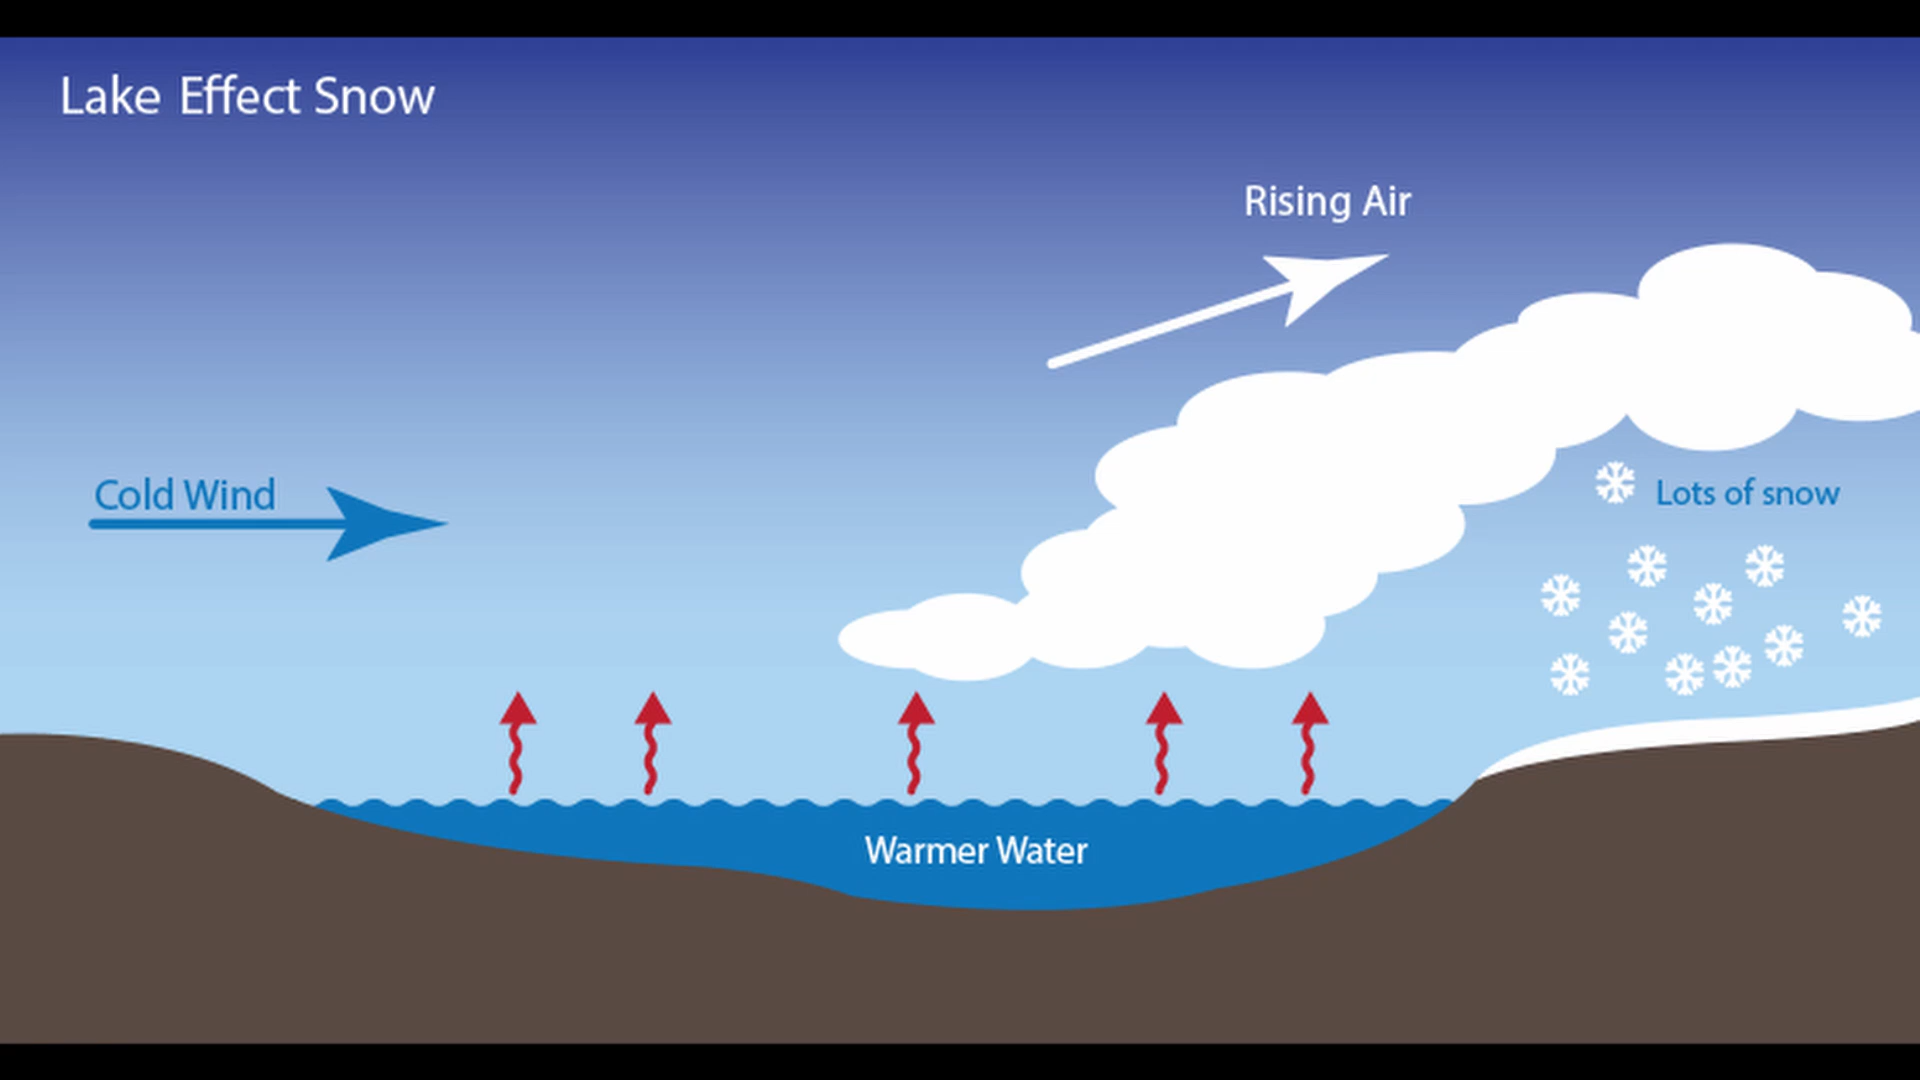 Lake Effect Snow
Rising Air
Cold Wind
Lots of snow
Warmer Water